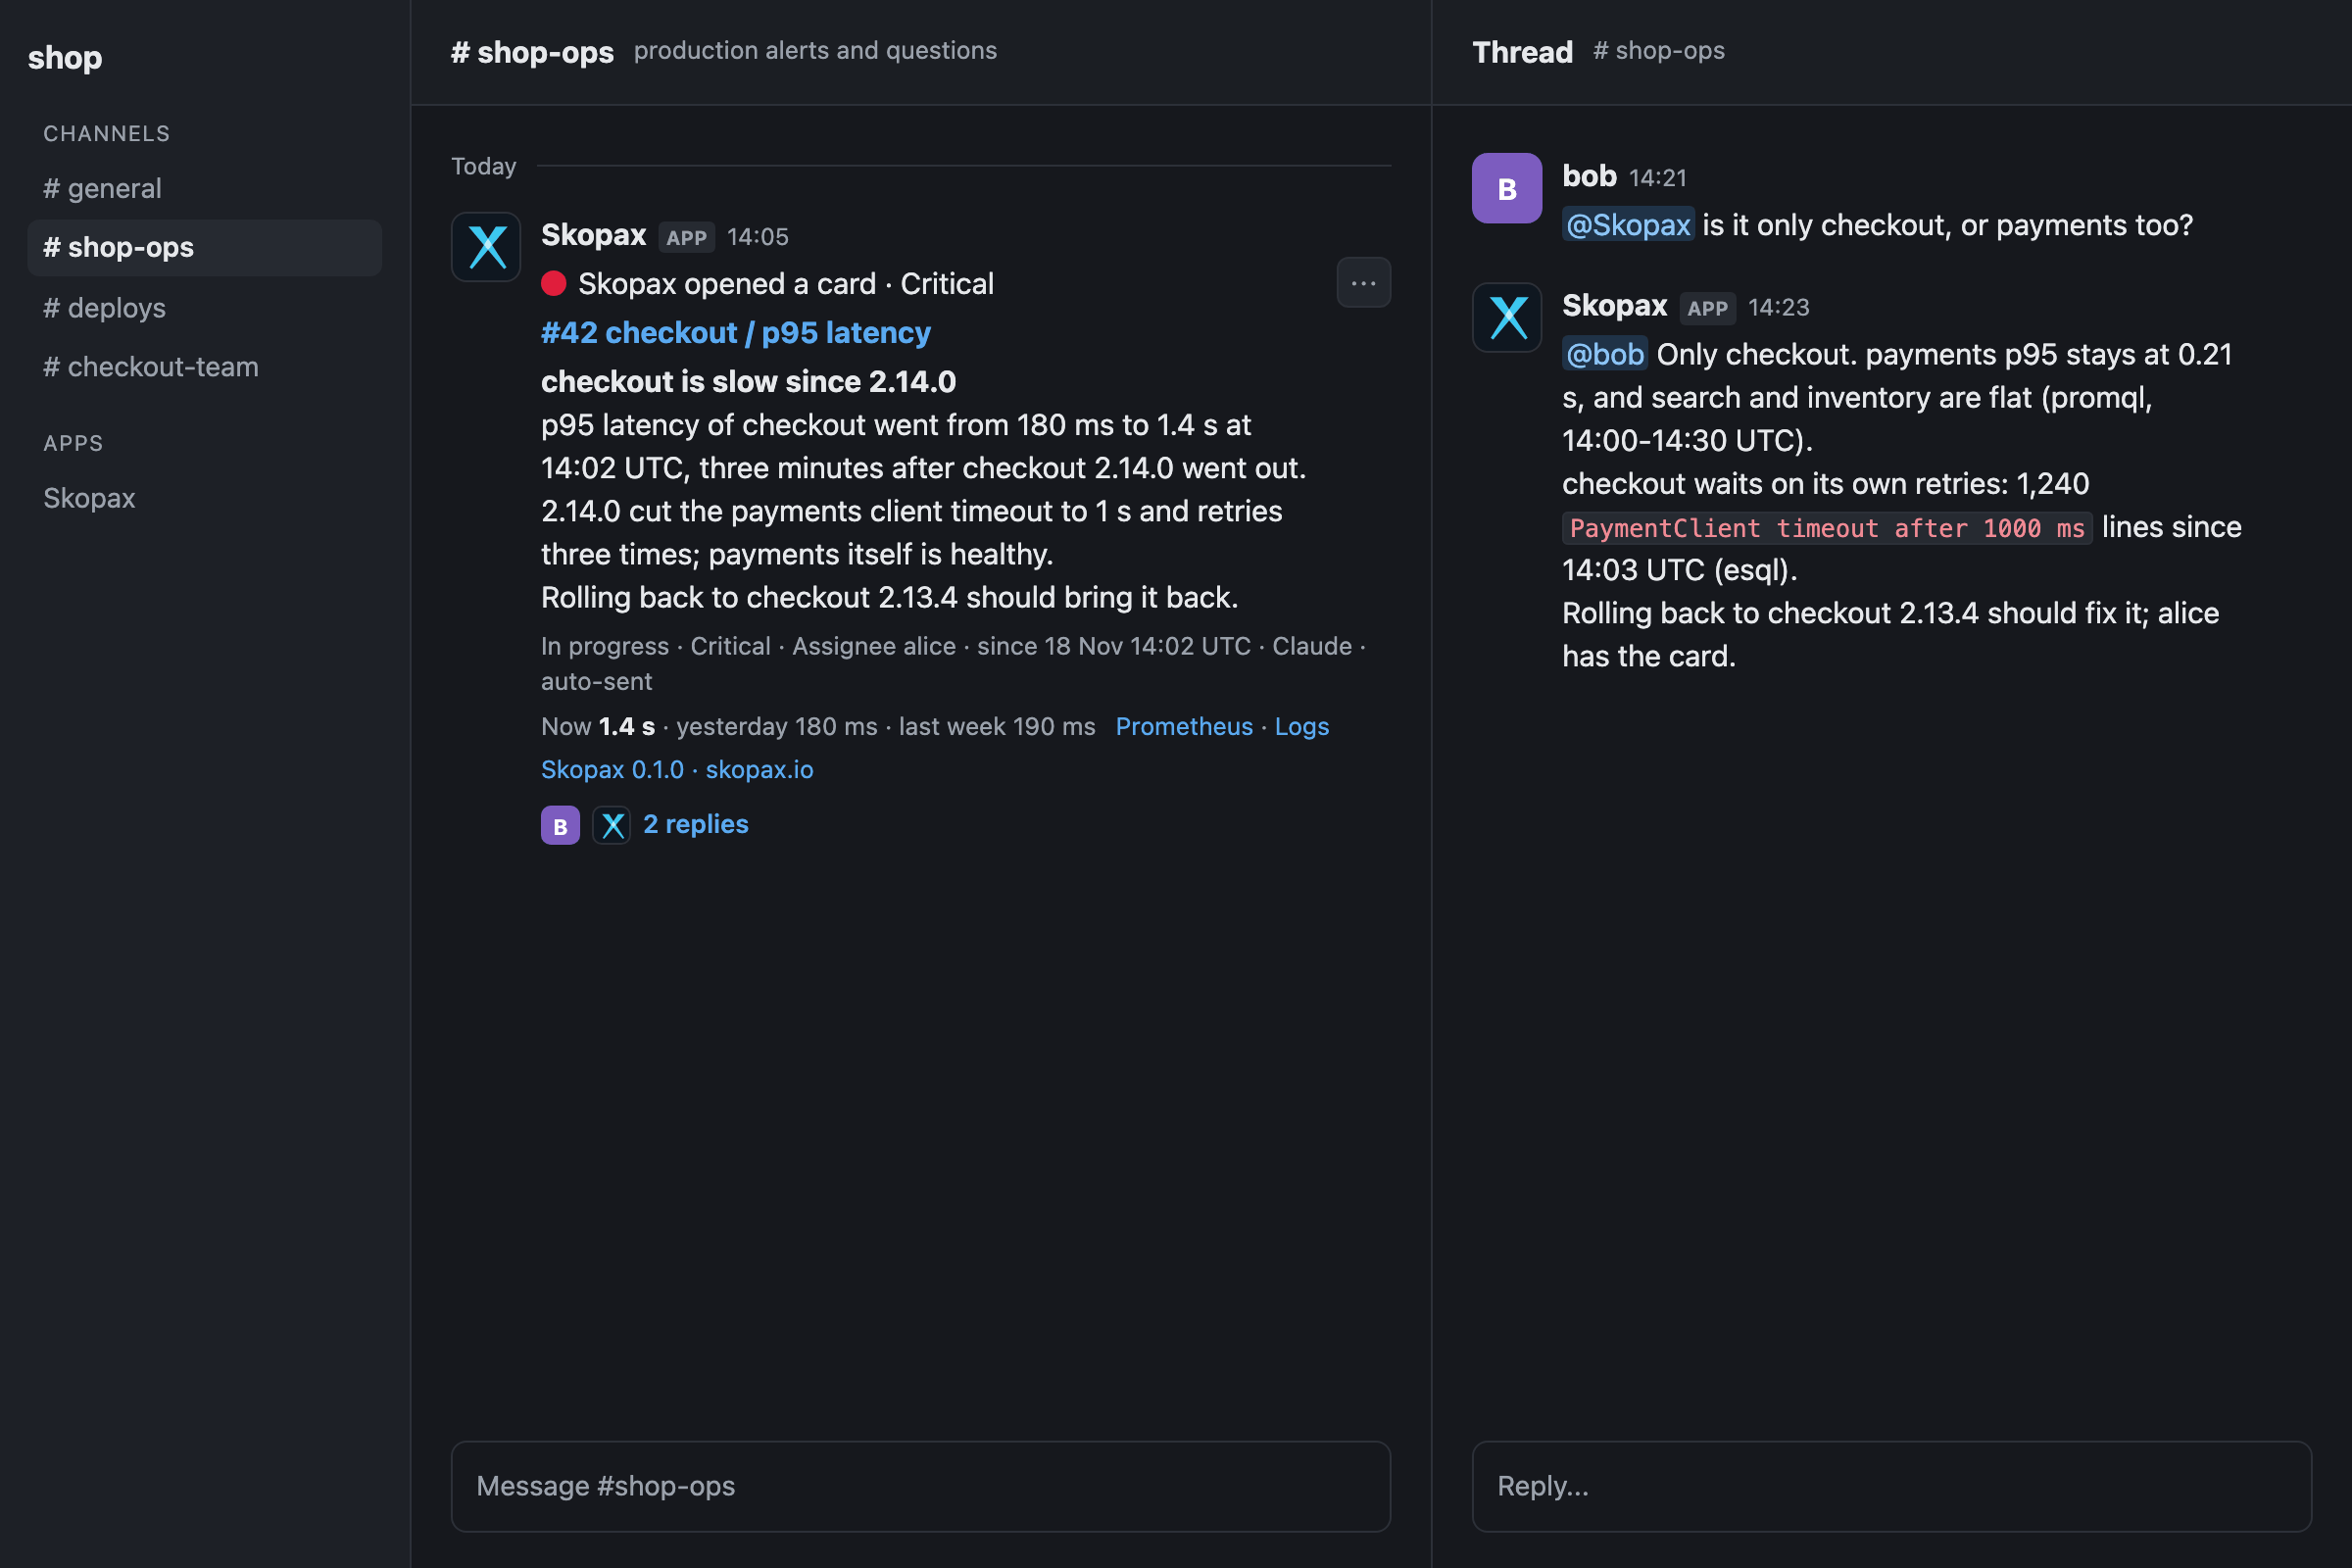 shop
CHANNELS
# general
# shop-ops
# deploys
# checkout-team
APPS
Skopax
# shop-ops production alerts and questions
Today
Skopax APP 14:05
Skopax opened a card · Critical
...
#42 checkout / p95 latency
checkout is slow since 2.14.0
p95 latency of checkout went from 180 ms to 1.4 s at
14:02 UTC, three minutes after checkout 2.14.0 went out.
2.14.0 cut the payments client timeout to 1 s and retries
three times; payments itself is healthy.
Rolling back to checkout 2.13.4 should bring it back.
In progress · Critical · Assignee alice · since 18 Nov 14:02 UTC · Claude ·
auto-sent
Now 1.4 s · yesterday 180 ms · last week 190 ms Prometheus · Logs
Skopax 0.1.0 · skopax.io
B 2 replies
Message #shop-ops
Thread # shop-ops
B
bob 14:21
@Skopax is it only checkout, or payments too?
Skopax APP 14:23
@bob Only checkout. payments p95 stays at 0.21
s, and search and inventory are flat (promql,
14:00-14:30 UTC).
checkout waits on its own retries: 1,240
PaymentClient timeout after 1000 ms lines since
14:03 UTC (esql).
Rolling back to checkout 2.13.4 should fix it; alice
has the card.
Reply...